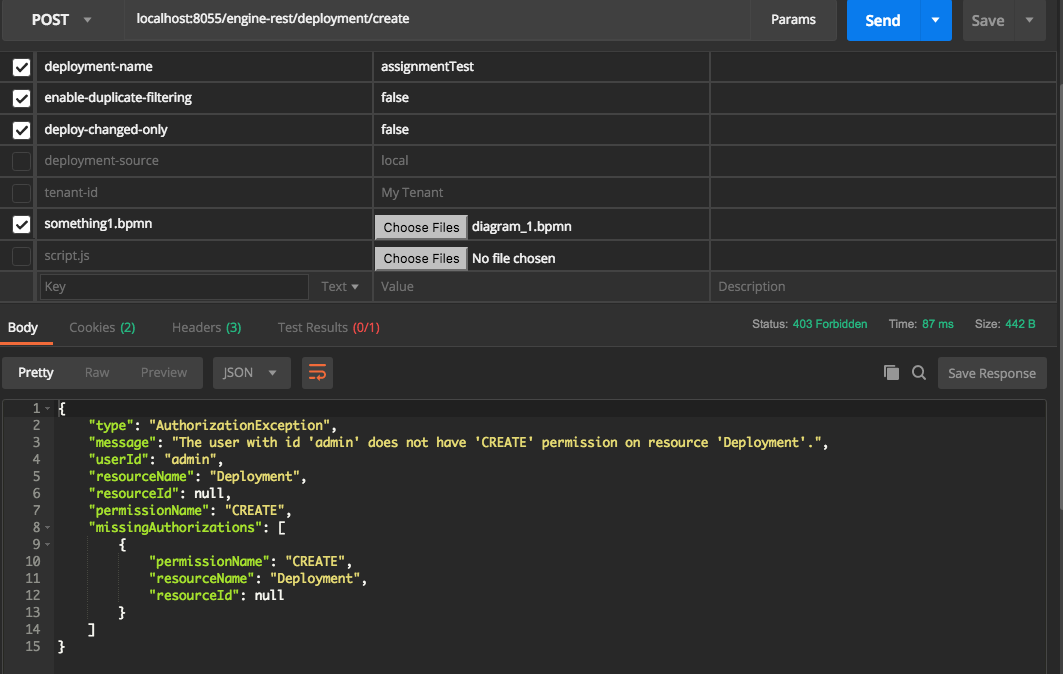 POST localhost:8055/engine-rest/deployment/create Params Send Save
deployment-name assignmentTest
enable-duplicate-filtering false
deploy-changed-only false
deployment-source local
tenant-id My Tenant
something1.bpmn Choose Files diagram_1.bpmn
script.js Choose Files No file chosen
Key Text Value Description
Body Cookies (2) Headers (3) Test Results (0/1) Status: 403 Forbidden Time: 87 ms Size: 442 B
Pretty Raw Preview JSON Save Response
1 {
2 "type": "AuthorizationException",
3 "message": "The user with id 'admin' does not have 'CREATE' permission on resource 'Deployment'.",
4 "userId": "admin",
5 "resourceName": "Deployment",
6 "resourceId": null,
7 "permissionName": "CREATE",
8 "missingAuthorizations": [
9 {
10 "permissionName": "CREATE",
11 "resourceName": "Deployment",
12 "resourceId": null
13 }
14 ]
15 }